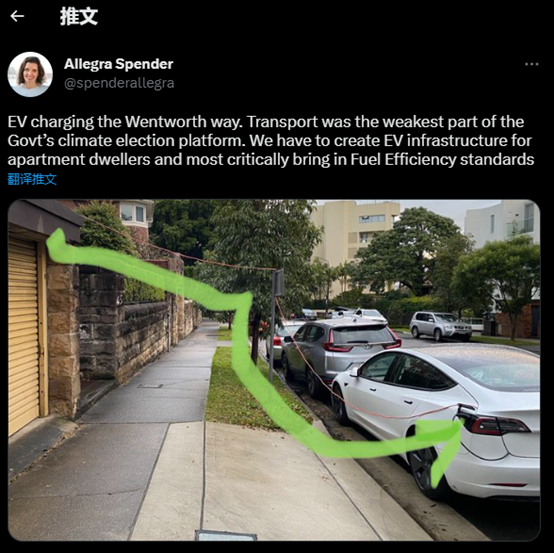 推文
Allegra Spender
@spenderallegra
EV charging the Wentworth way. Transport was the weakest part of the
Govt’s climate election platform. We have to create EV infrastructure for
apartment dwellers and most critically bring in Fuel Efficiency standards
翻译推文